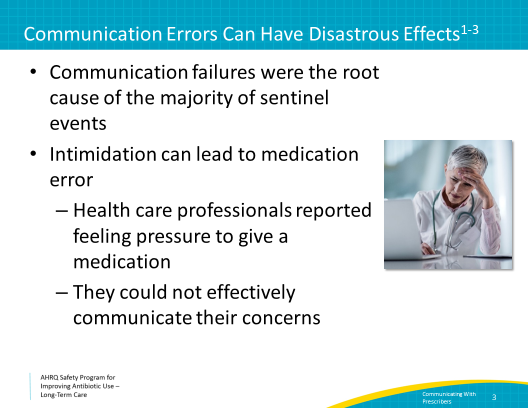 Communication Errors Can Have Disastrous Effects1-3
• Communication failures were the root
cause of the majority of sentinel
events
• Intimidation can lead to medication
error
– Health care professionals reported
feeling pressure to give a
medication
– They could not effectively
communicate their concerns
AHRQ Safety Program for
Improving Antibiotic Use –
Long-Term Care
Communicating With
Prescribers
3